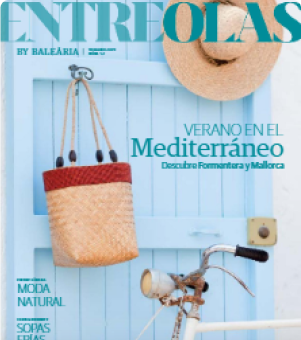 ENTREOLAS
BY BALEÀRIA
VERANO EN EL
Mediterráneo
Descubre Formentera y Mallorca
MODA
NATURAL
SOPAS
FRÍAS